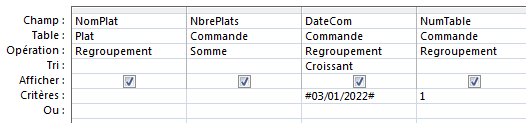 Champ : NomPlat NbrePlats DateCom NumTable
Table : Plat Commande Commande Commande
Opération : Regroupement Somme Regroupement Regroupement
Tri : Croissant
Afficher :
Critères : #03/01/2022# 1
Ou :